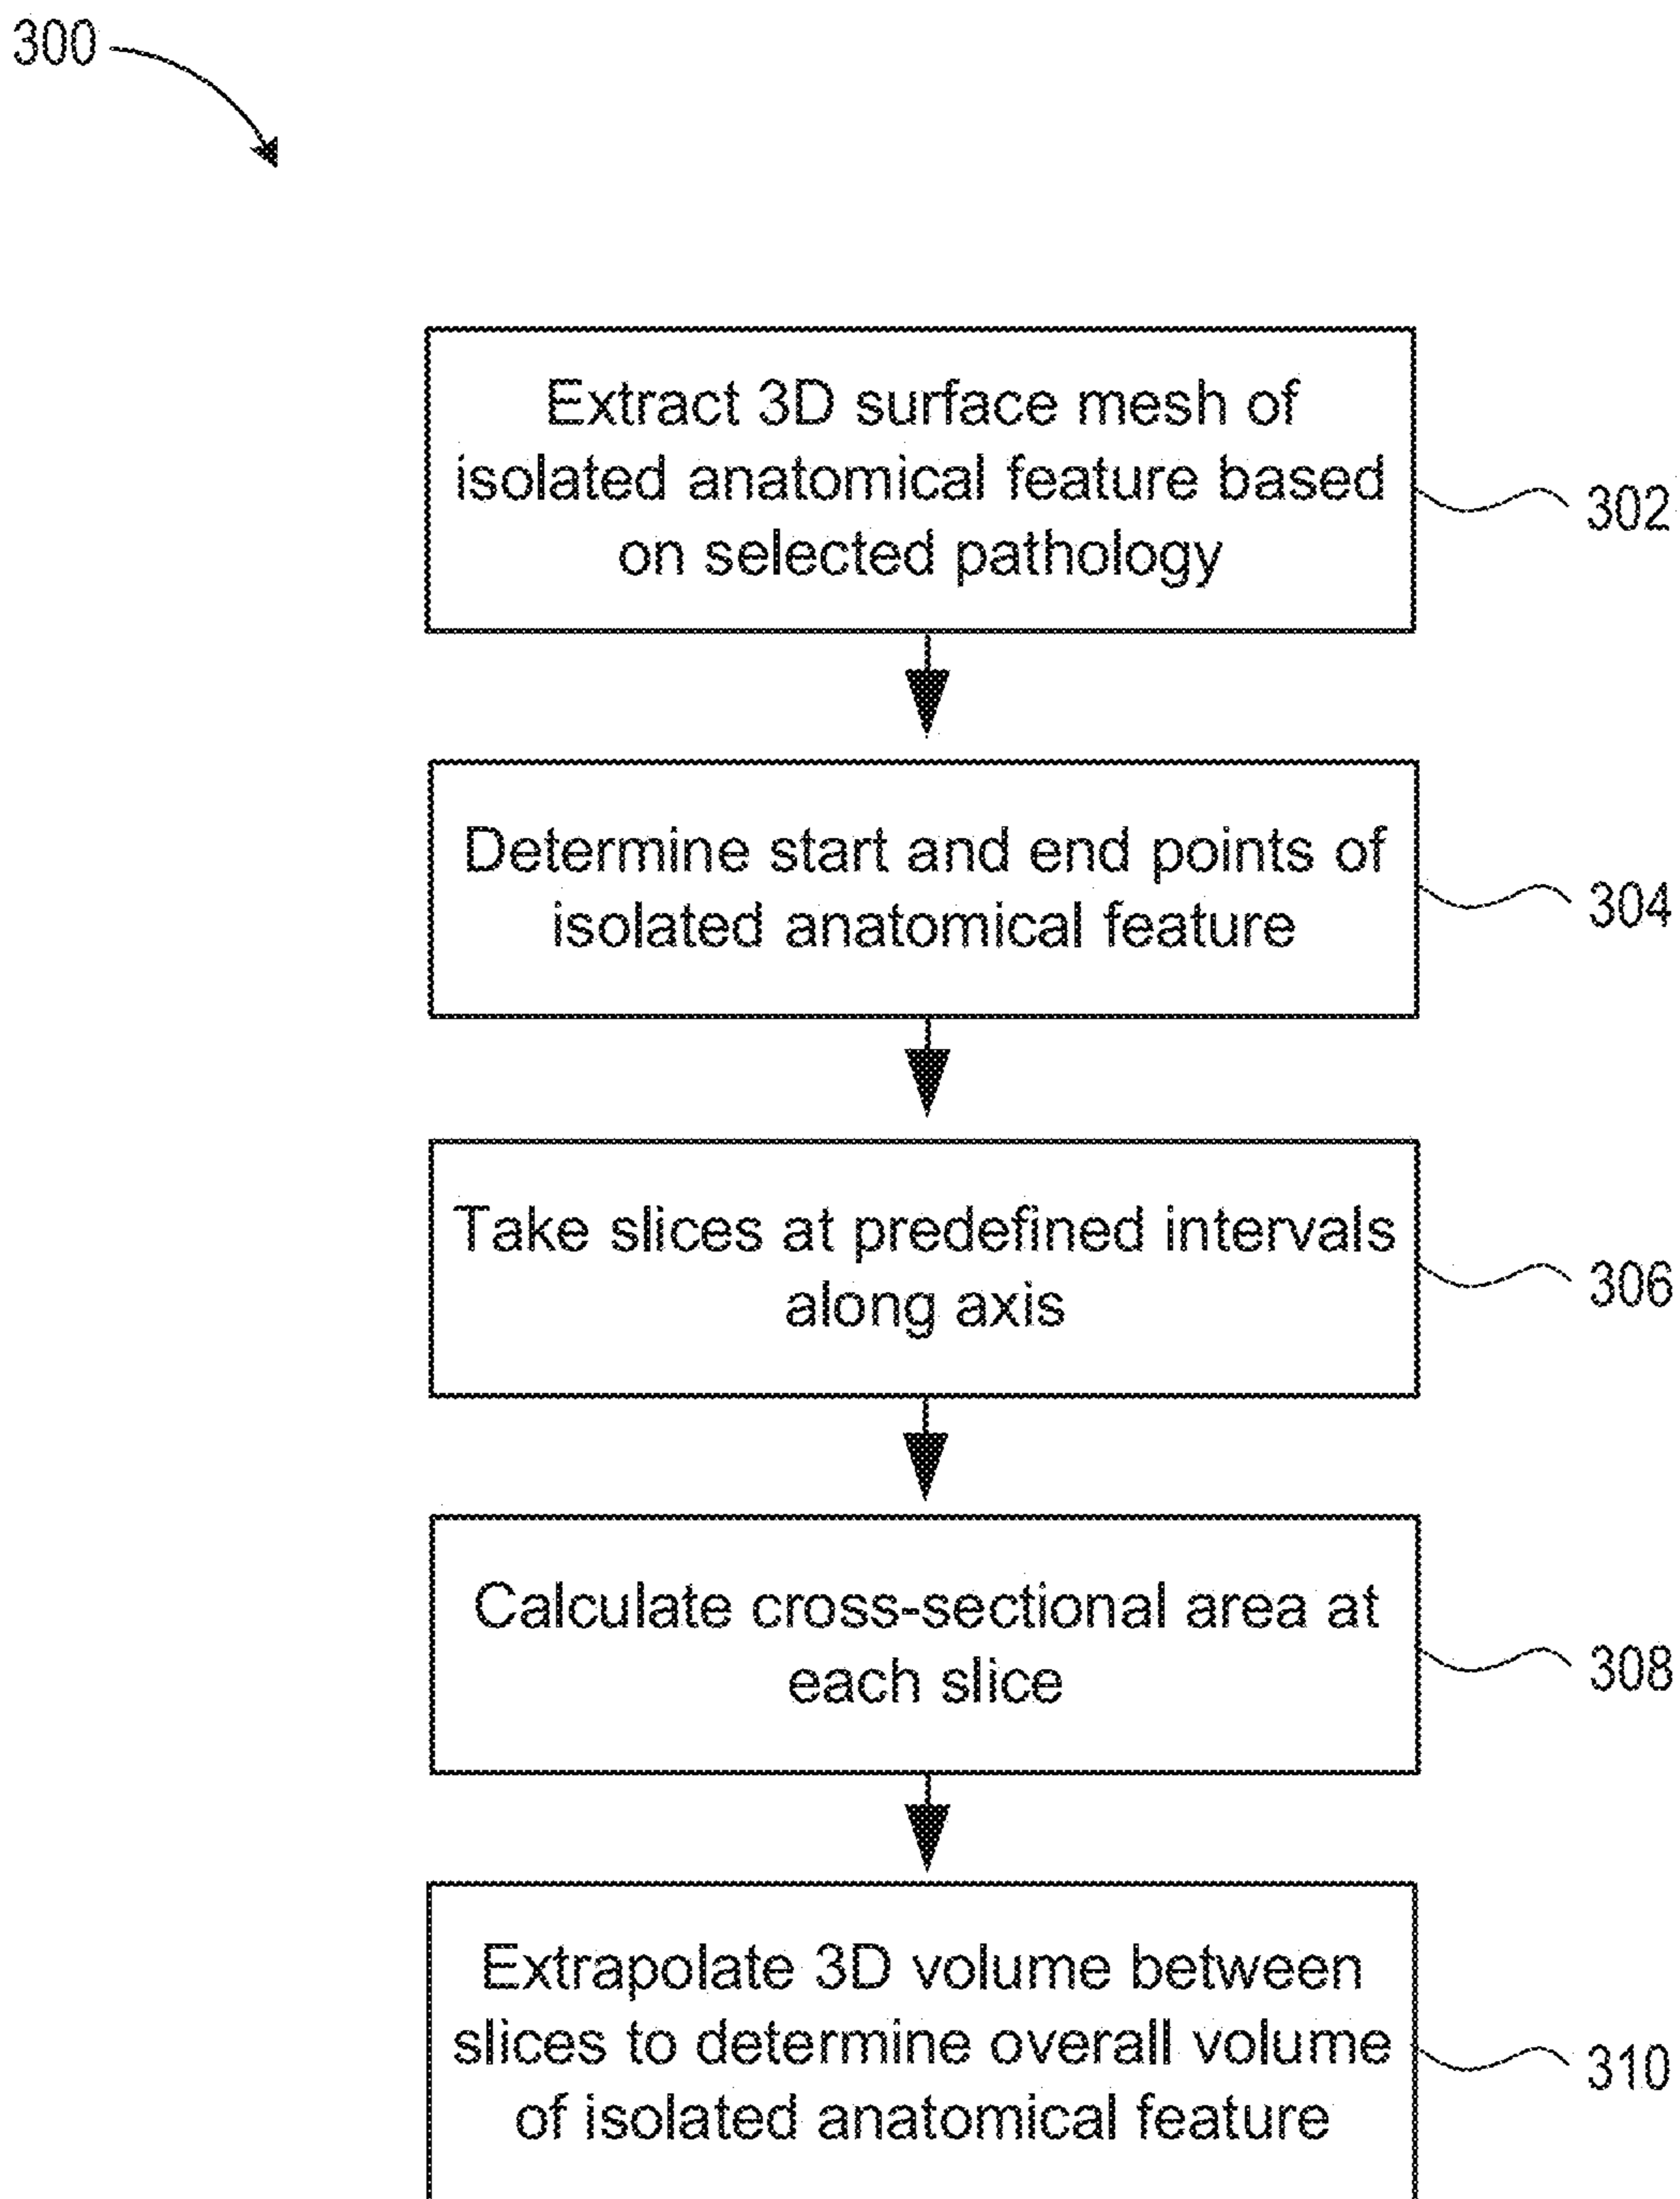 300
Extract 3D surface mesh of
isolated anatomical feature based
on selected pathology
302
Determine start and end points of
isolated anatomical feature
304
Take slices at predefined intervals
along axis
306
Calculate cross-sectional area at
each slice
308
Extrapolate 3D volume between
slices to determine overall volume
of isolated anatomical feature
310